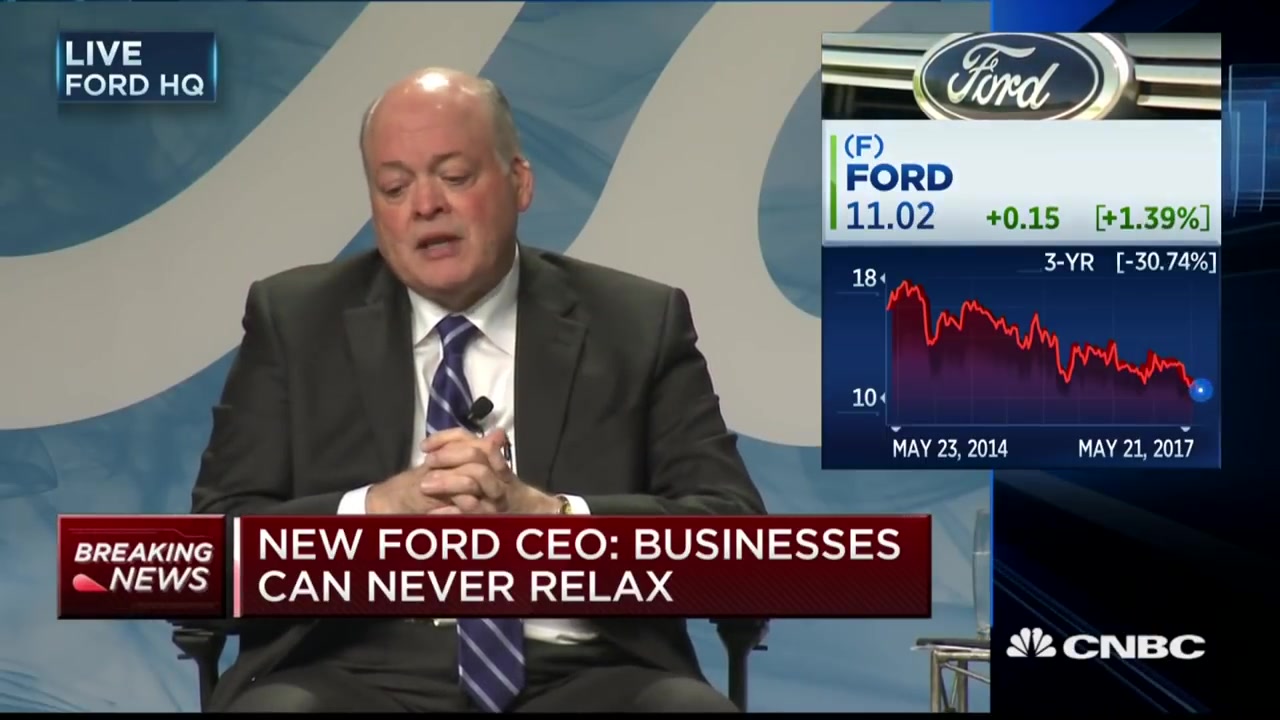 LIVE
FORD HQ
Ford
(F)
FORD
11.02 +0.15 [+1.39%]
3-YR [-30.74%]
18
10
MAY 23, 2014 MAY 21, 2017
BREAKING
NEWS
NEW FORD CEO: BUSINESSES
CAN NEVER RELAX
CNBC